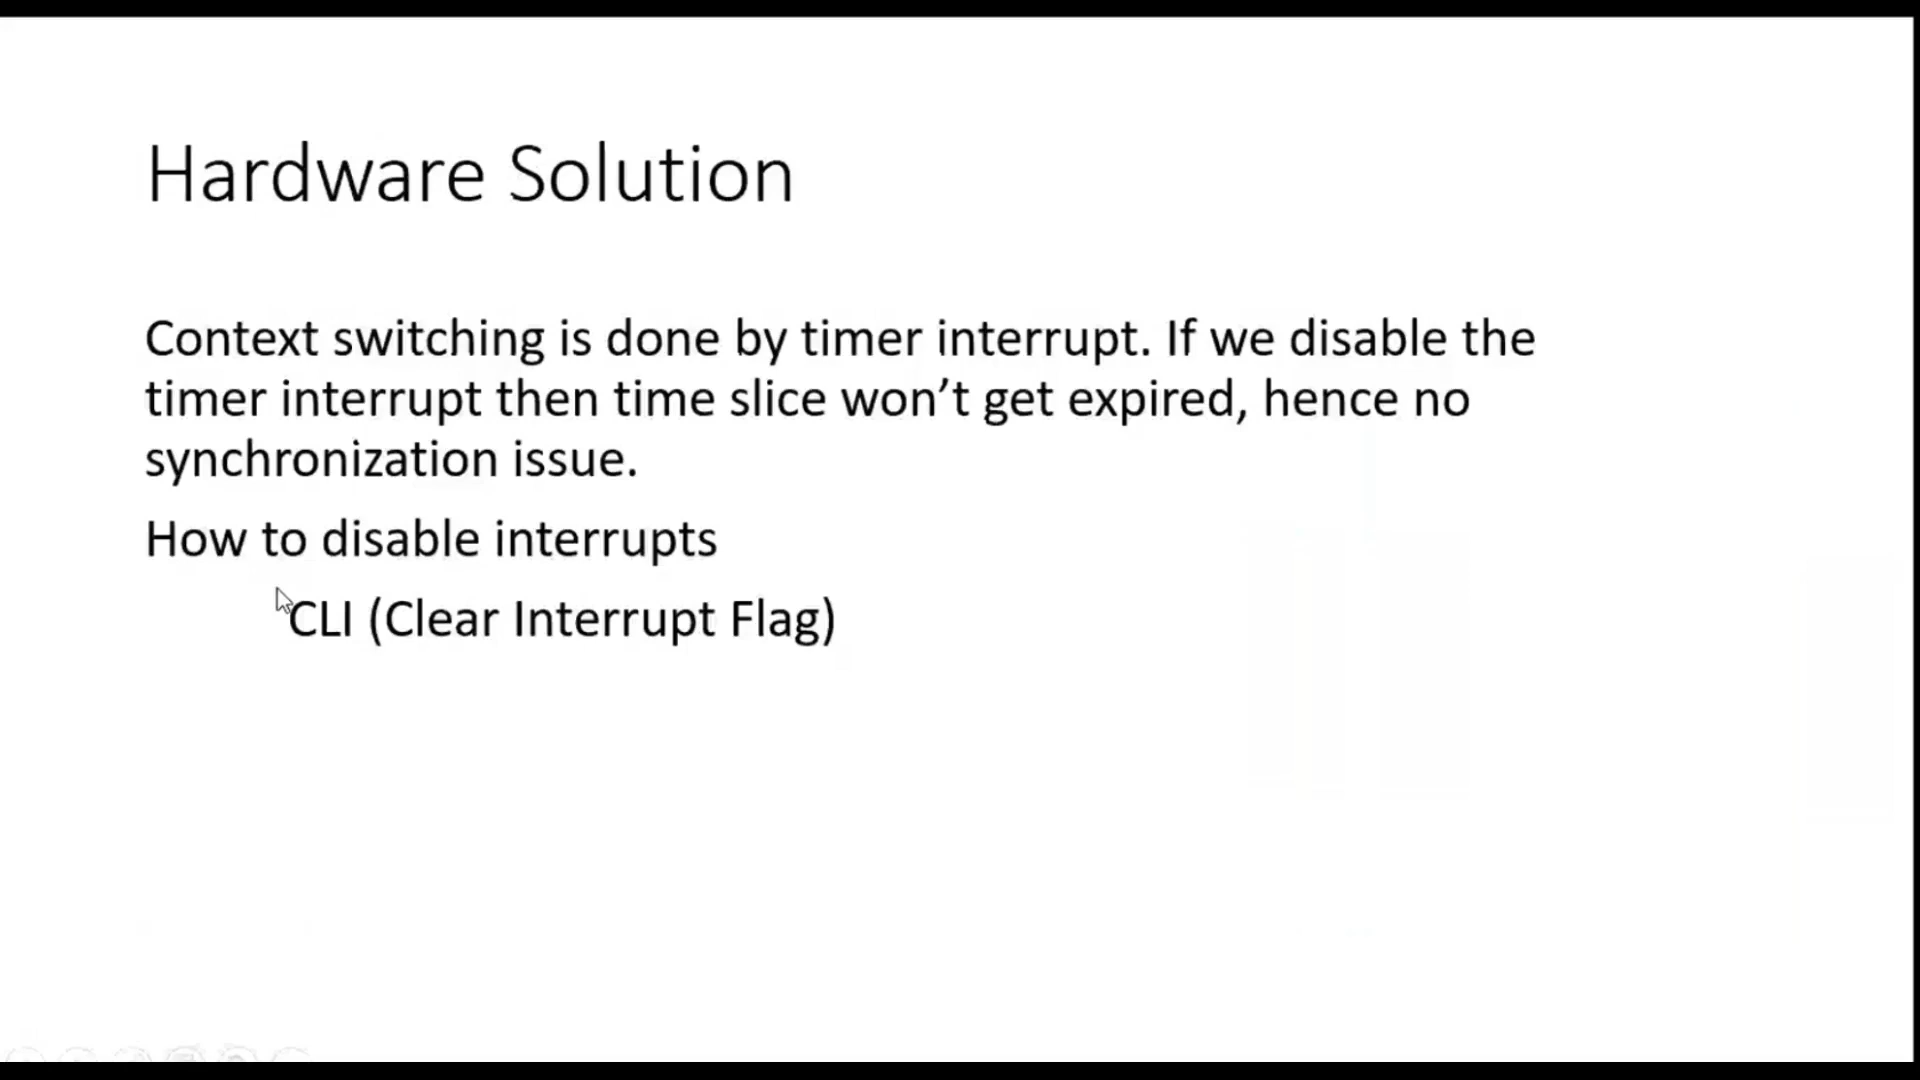 Hardware Solution
Context switching is done by timer interrupt. If we disable the
timer interrupt then time slice won’t get expired, hence no
synchronization issue.
How to disable interrupts
CLI (Clear Interrupt Flag)